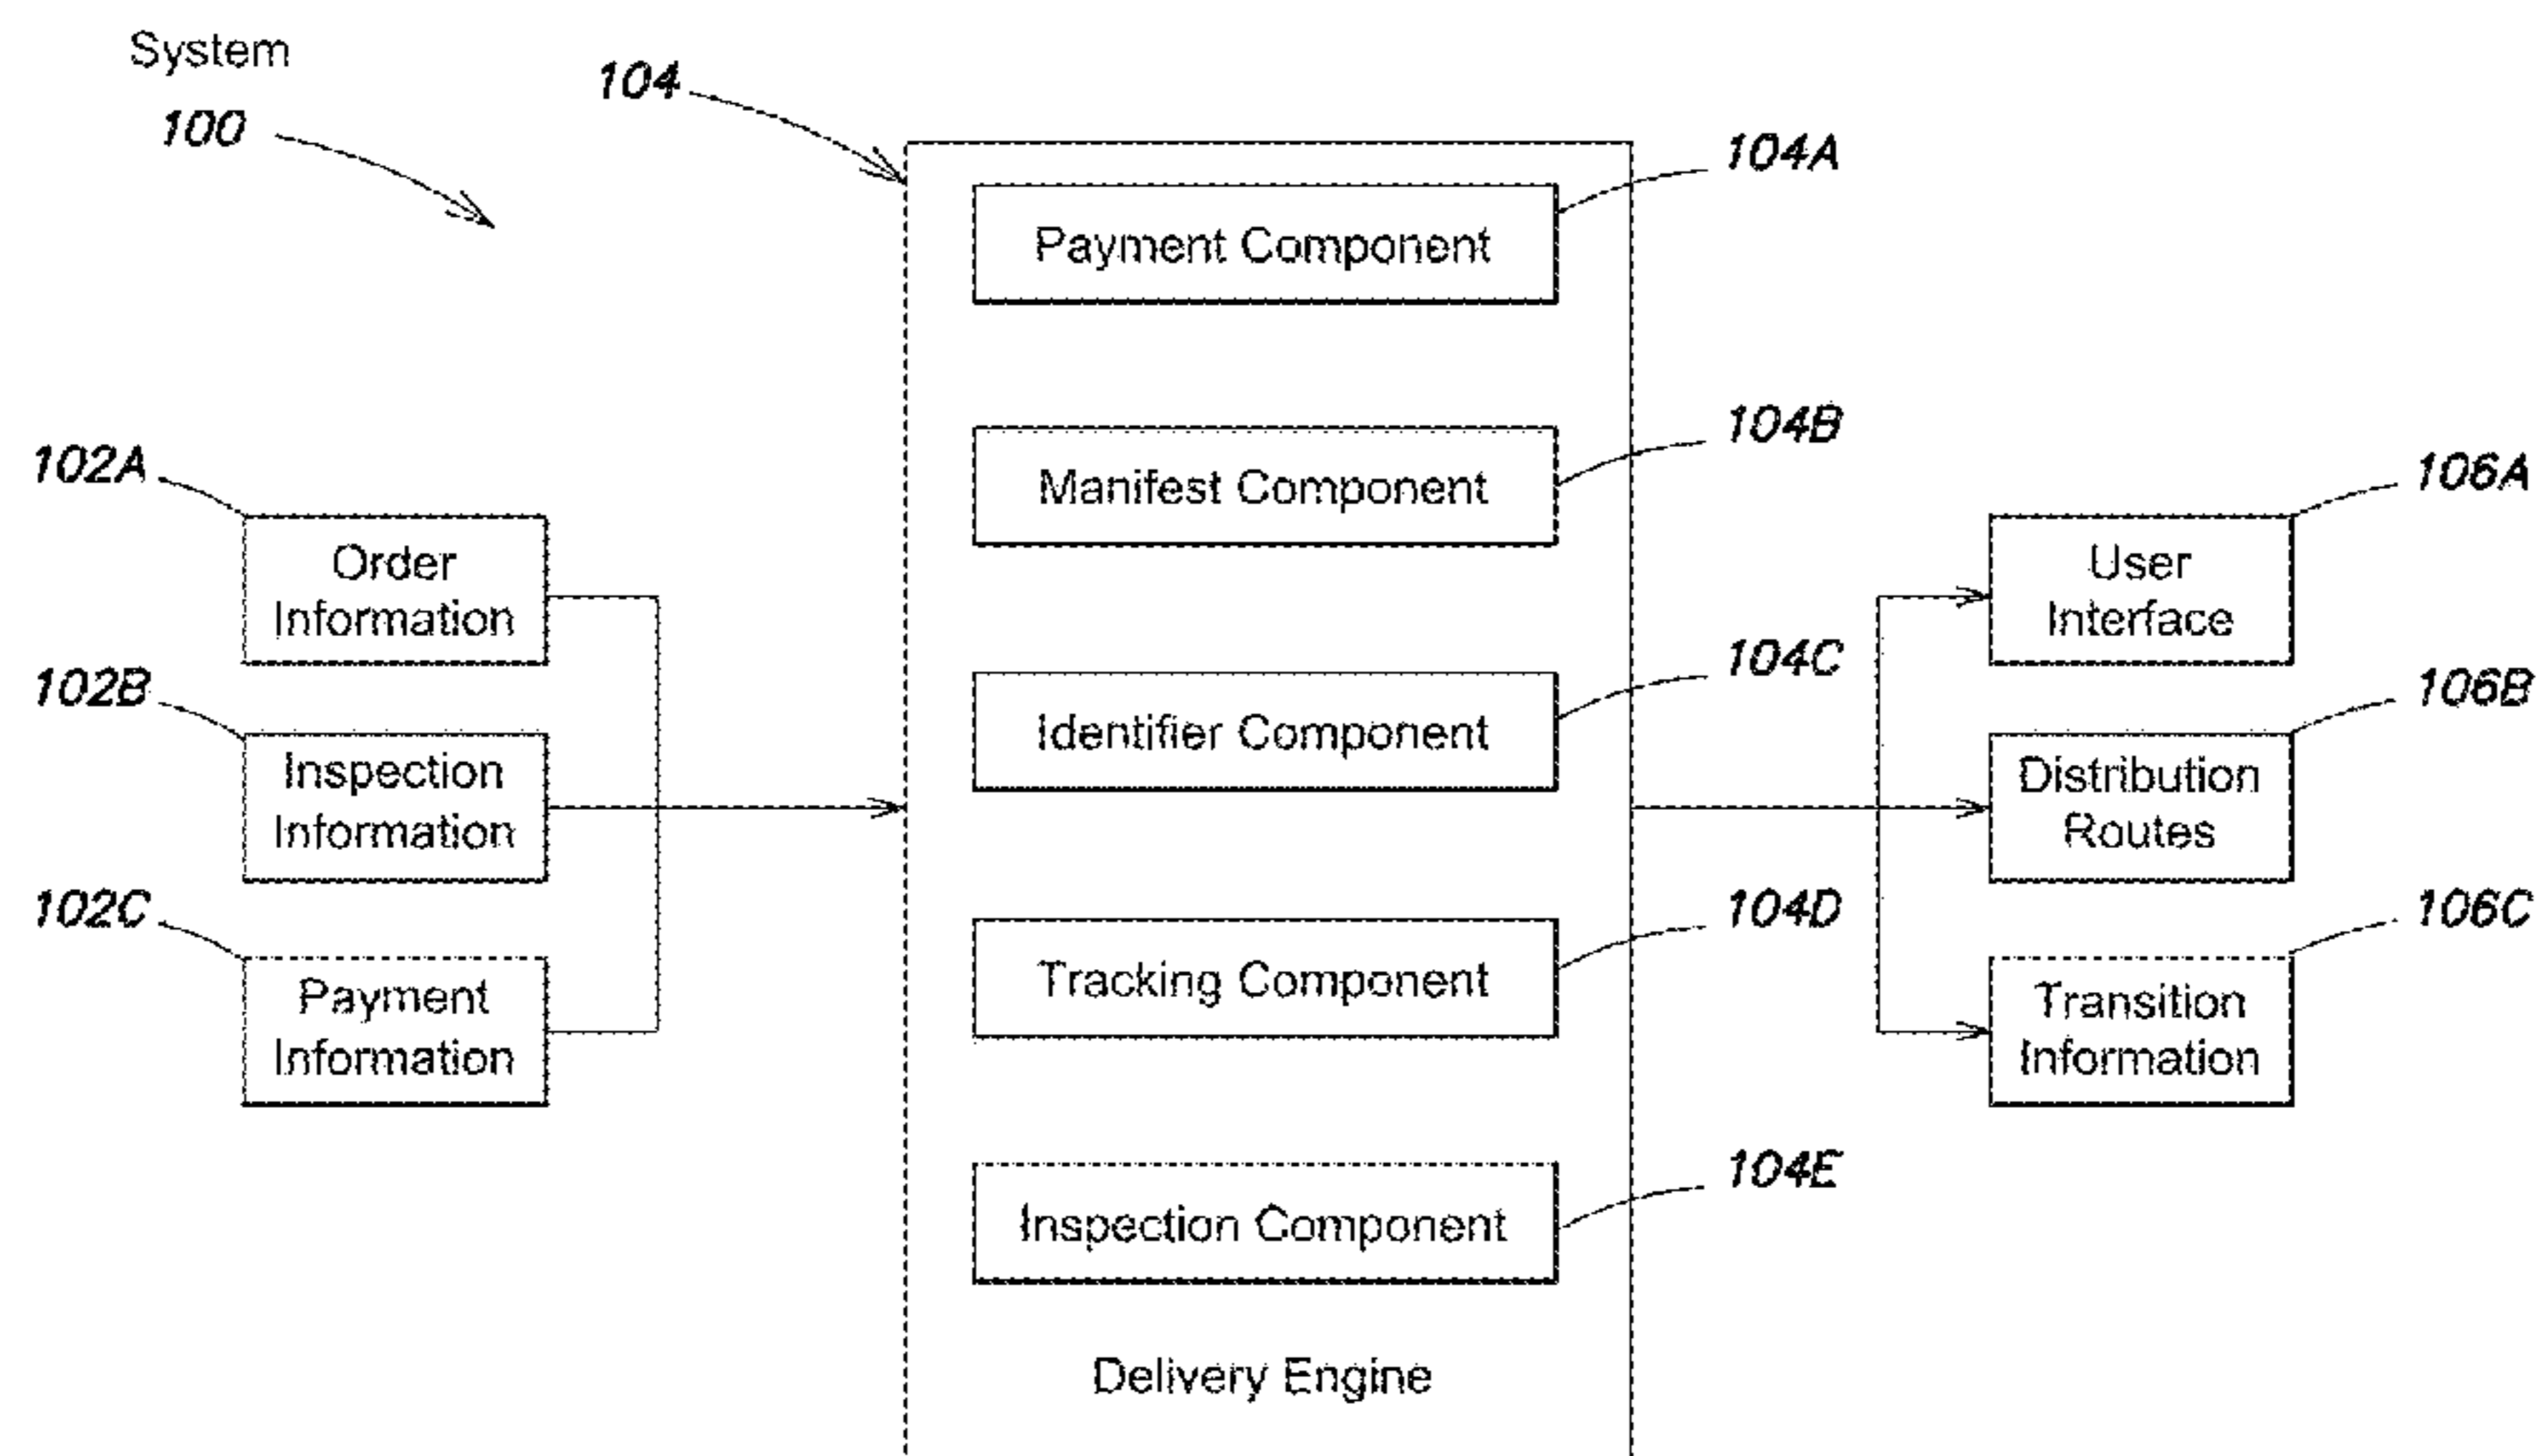 System
100
104
104A
Payment Component
104B
Manifest Component
102A
106A
Order
Information
User
Interface
104C
102B
106B
Identifier Component
Inspection
Information
Distribution
Routes
104D
102C
106C
Tracking Component
Payment
Information
Transition
Information
104E
Inspection Component
Delivery Engine